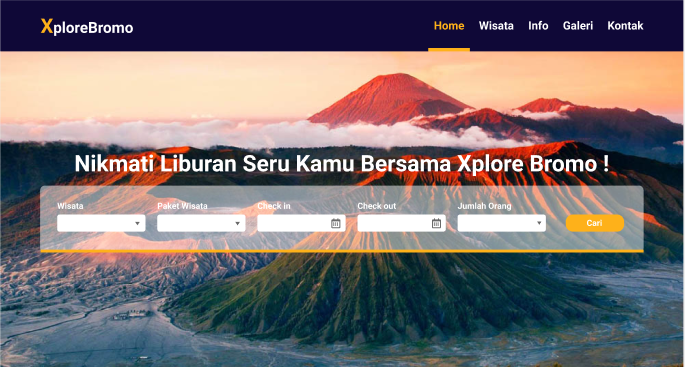 XploreBromo
Home Wisata Info Galeri Kontak
Nikmati Liburan Seru Kamu Bersama Xplore Bromo !
Wisata Paket Wisata Check in Check out Jumlah Orang
Cari